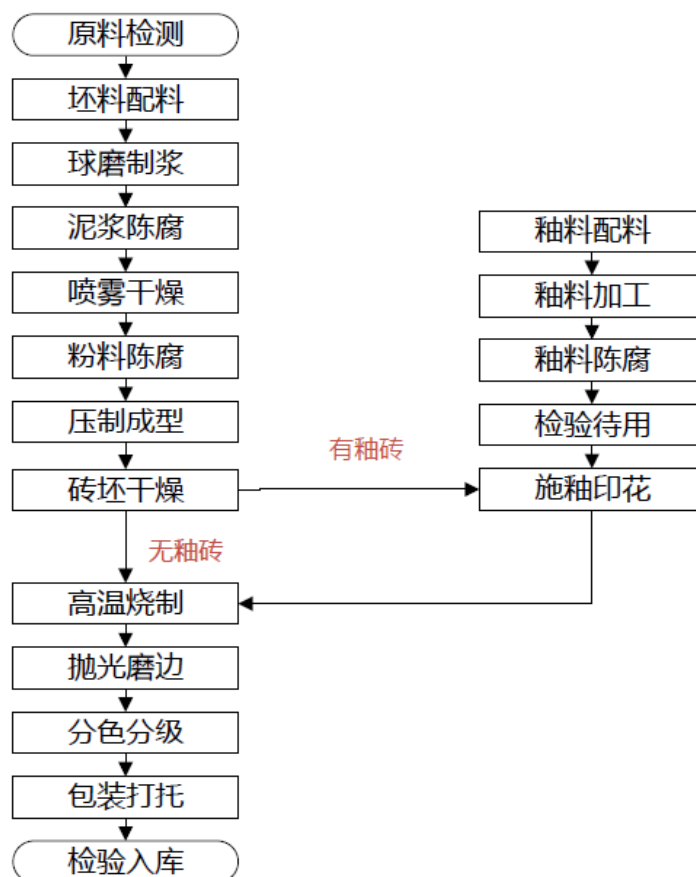 原料检测
坯料配料
球磨制浆
泥浆陈腐
喷雾干燥
粉料陈腐
压制成型
砖坯干燥
有釉砖
无釉砖
釉料配料
釉料加工
釉料陈腐
检验待用
施釉印花
高温烧制
抛光磨边
分色分级
包装打托
检验入库